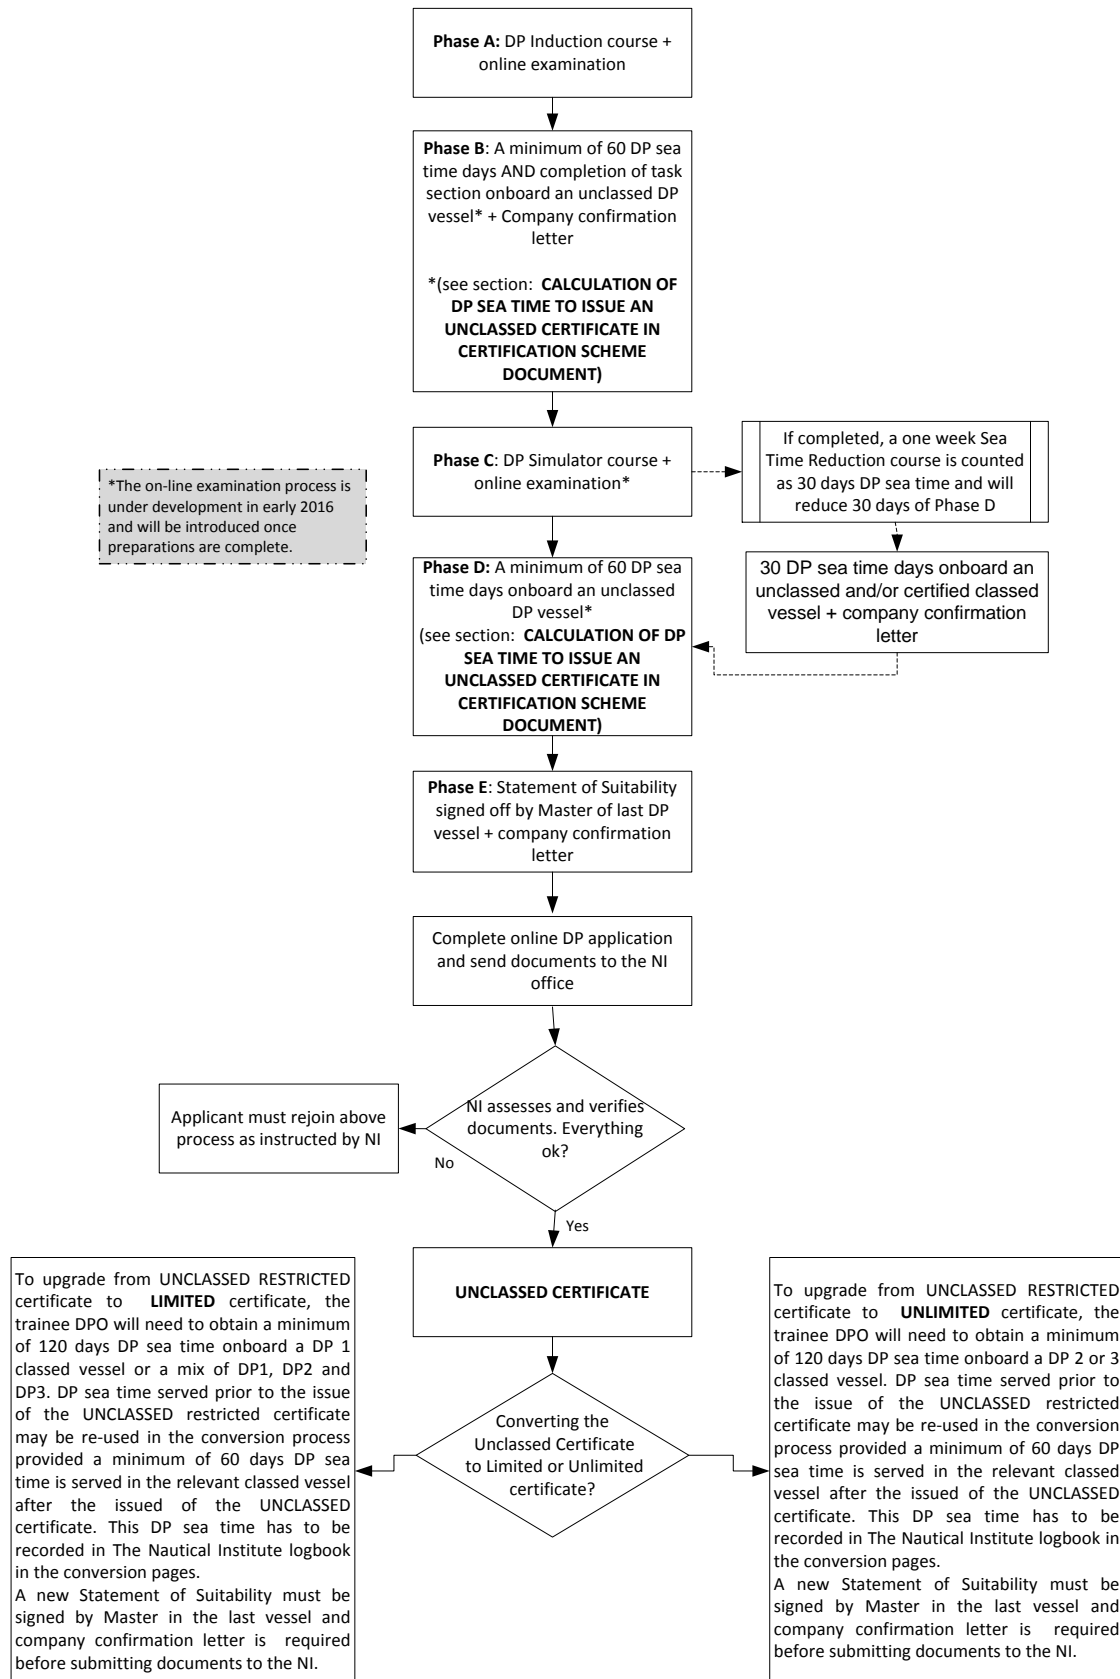 Phase A: DP Induction course +
online examination
Phase B: A minimum of 60 DP sea
time days AND completion of task
section onboard an unclassed DP
vessel* + Company confirmation
letter
*(see section:  CALCULATION OF
DP SEA TIME TO ISSUE AN
UNCLASSED CERTIFICATE IN
CERTIFICATION SCHEME
DOCUMENT)
Phase C: DP Simulator course +
online examination*
If completed, a one week Sea
Time Reduction course is counted
as 30 days DP sea time and will
reduce 30 days of Phase D
*The on-line examination process is
under development in early 2016
and will be introduced once
preparations are complete.
Phase D: A minimum of 60 DP sea
time days onboard an unclassed
DP vessel*
(see section:  CALCULATION OF DP
SEA TIME TO ISSUE AN
UNCLASSED CERTIFICATE IN
CERTIFICATION SCHEME
DOCUMENT)
30 DP sea time days onboard an
unclassed and/or certified classed
vessel + company confirmation
letter
Phase E: Statement of Suitability
signed off by Master of last DP
vessel + company confirmation
letter
Complete online DP application
and send documents to the NI
office
NI assesses and verifies
documents. Everything
ok?
No
Applicant must rejoin above
process as instructed by NI
Yes
UNCLASSED CERTIFICATE
Converting the
Unclassed Certificate
to Limited or Unlimited
certificate?
To upgrade from UNCLASSED RESTRICTED
certificate to LIMITED certificate, the
trainee DPO will need to obtain a minimum
of 120 days DP sea time onboard a DP 1
classed vessel or a mix of DP1, DP2 and
DP3. DP sea time served prior to the issue
of the UNCLASSED restricted certificate
may be re-used in the conversion process
provided a minimum of 60 days DP sea
time is served in the relevant classed vessel
after the issued of the UNCLASSED
certificate. This DP sea time has to be
recorded in The Nautical Institute logbook
in the conversion pages.
A new Statement of Suitability must be
signed by Master in the last vessel and
company confirmation letter is required
before submitting documents to the NI.
To upgrade from UNCLASSED RESTRICTED
certificate to UNLIMITED certificate, the
trainee DPO will need to obtain a minimum
of 120 days DP sea time onboard a DP 2 or 3
classed vessel. DP sea time served prior to
the issue of the UNCLASSED restricted
certificate may be re-used in the conversion
process provided a minimum of 60 days DP
sea time is served in the relevant classed
vessel after the issued of the UNCLASSED
certificate. This DP sea time has to be
recorded in The Nautical Institute logbook in
the conversion pages.
A new Statement of Suitability must be
signed by Master in the last vessel and
company confirmation letter is required
before submitting documents to the NI.